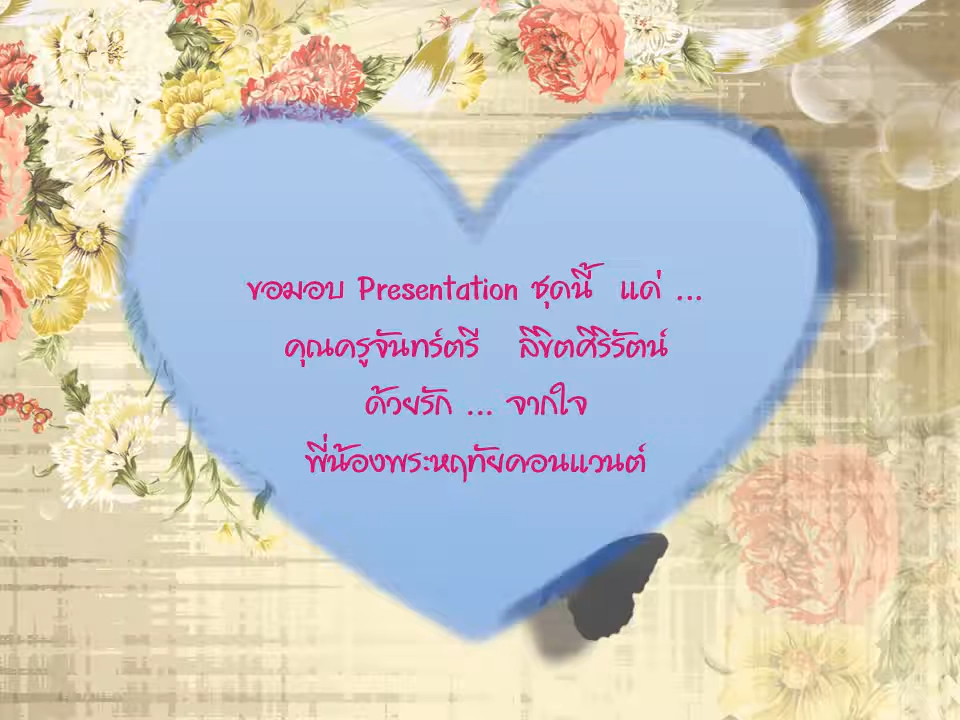 ขอมอบ Presentation ชุดนี้ แด่ ...
คุณครูจันทร์ตรี ลิขิตศิริรัตน์
ด้วยรัก ... จากใจ
พี่น้องพระหฤทัยคอนแวนต์